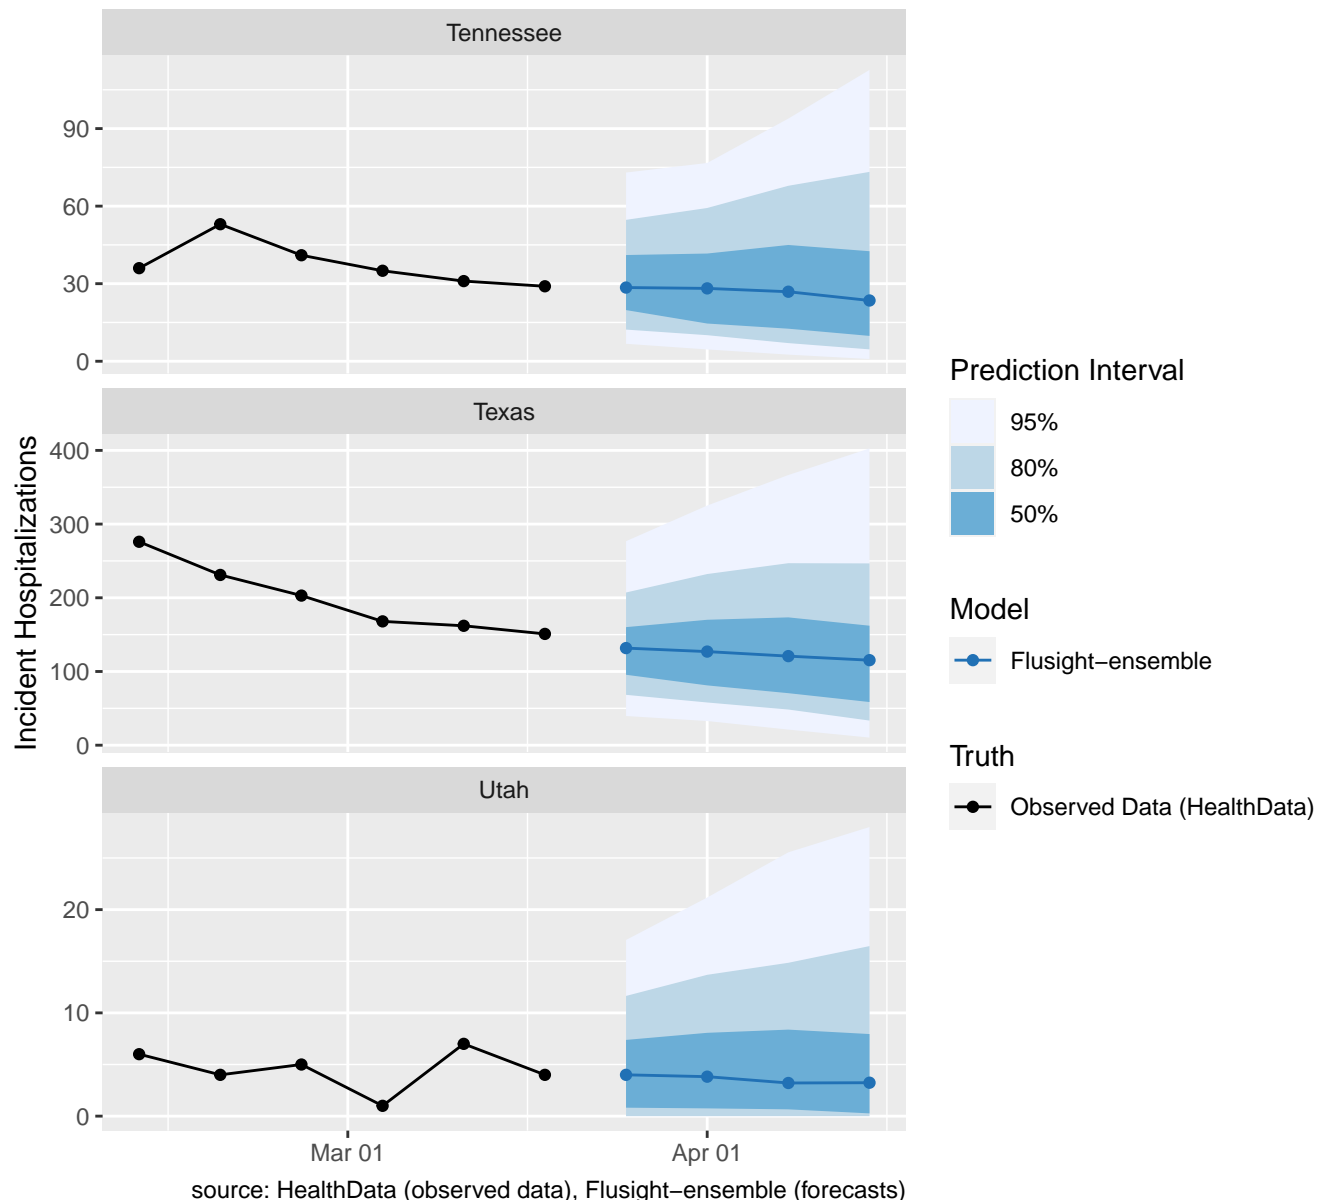 Tennessee
90
60
30
0
Texas
400
300
200
100
0
Utah
20
10
0
Mar 01
Apr 01
Incident Hospitalizations
source: HealthData (observed data), Flusight−ensemble (forecasts)
Prediction Interval
95%
80%
50%
Model
Flusight−ensemble
Truth
Observed Data (HealthData)